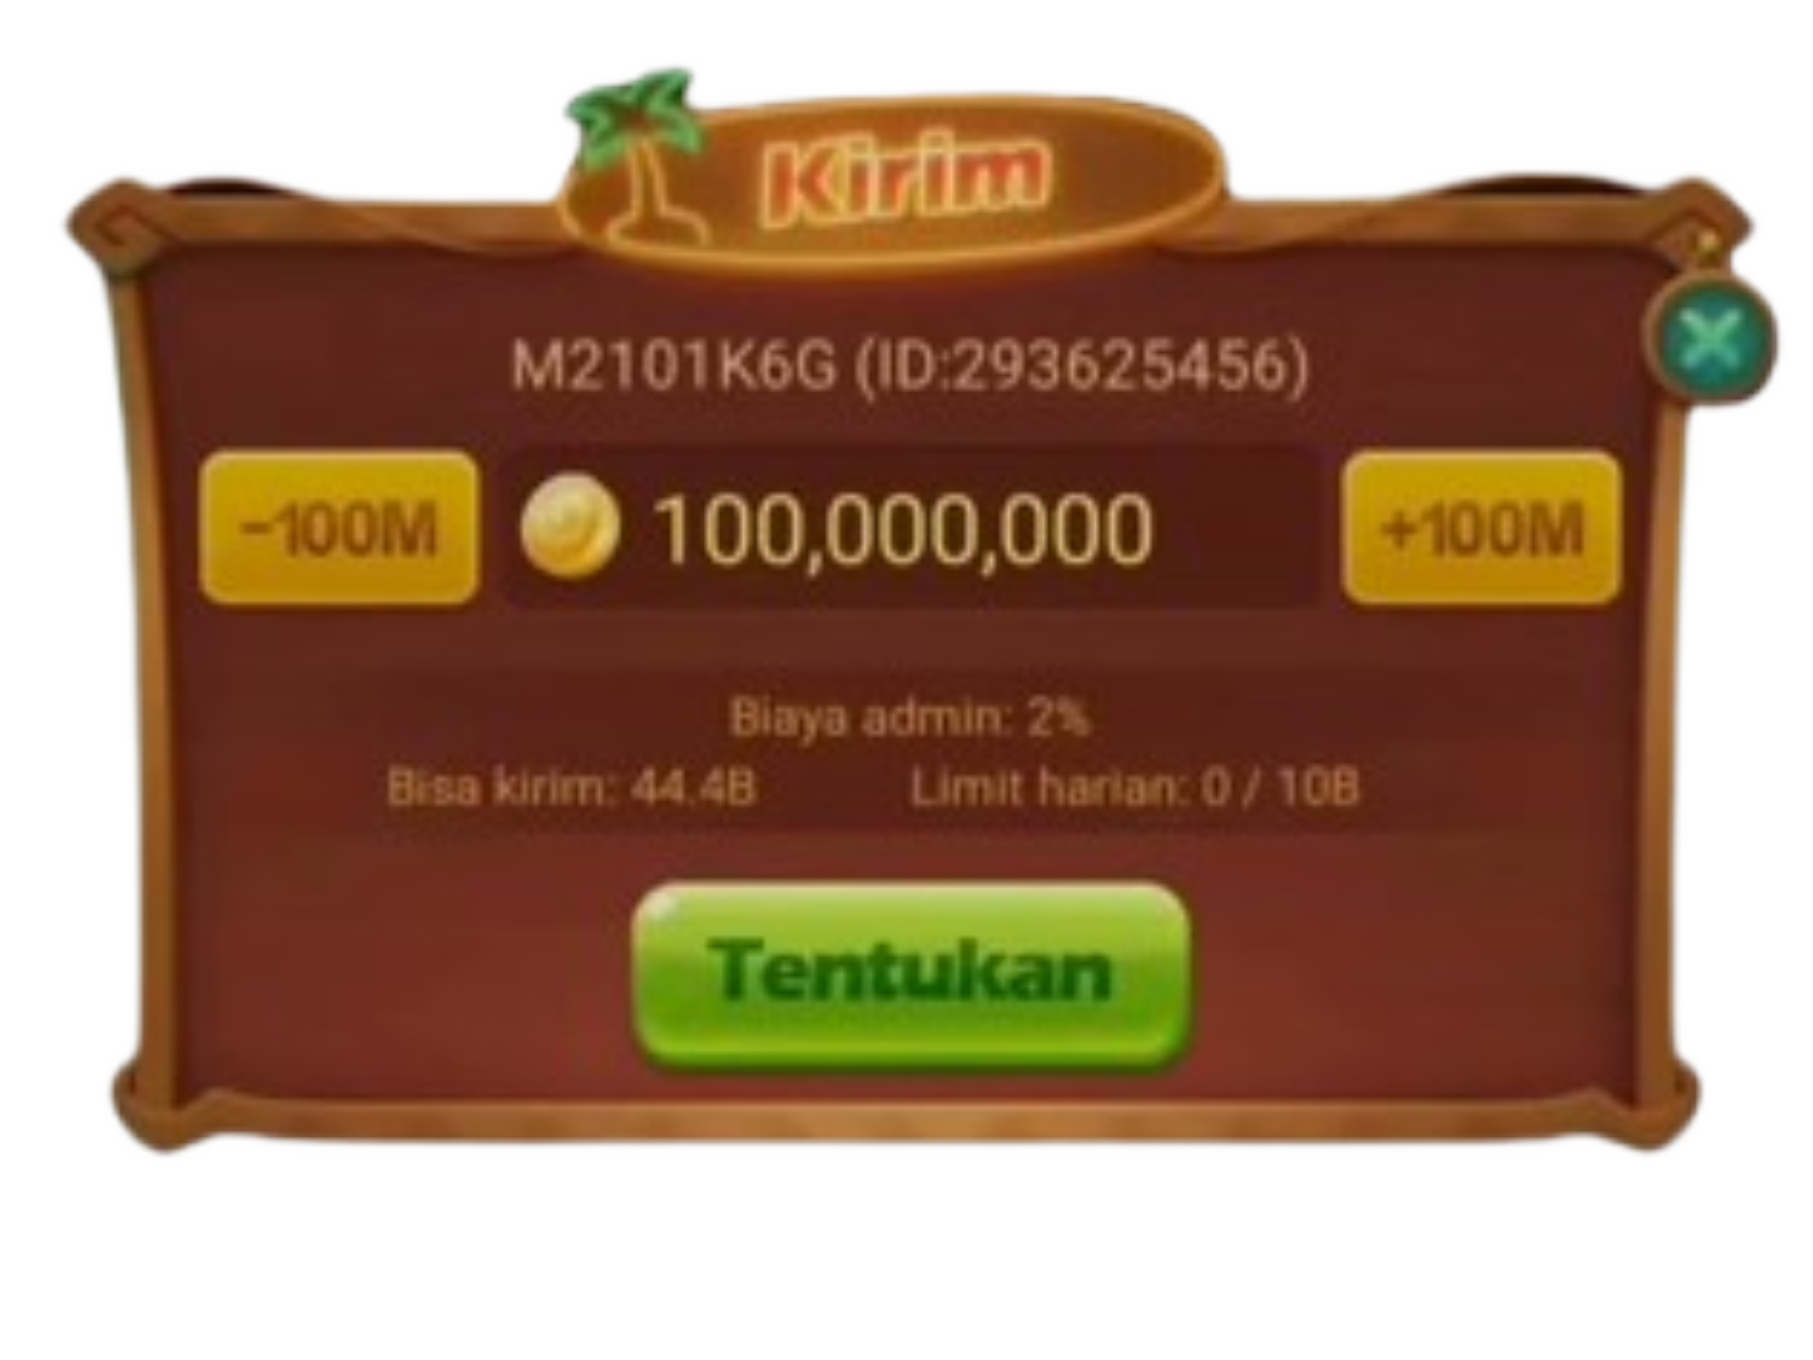 Kirim
M2101K6G (ID:293625456)
-100M 100,000,000 +100M
Biaya admin: 2%
Bisa kirim: 44.4B Limit harian: 0 / 10B
Tentukan